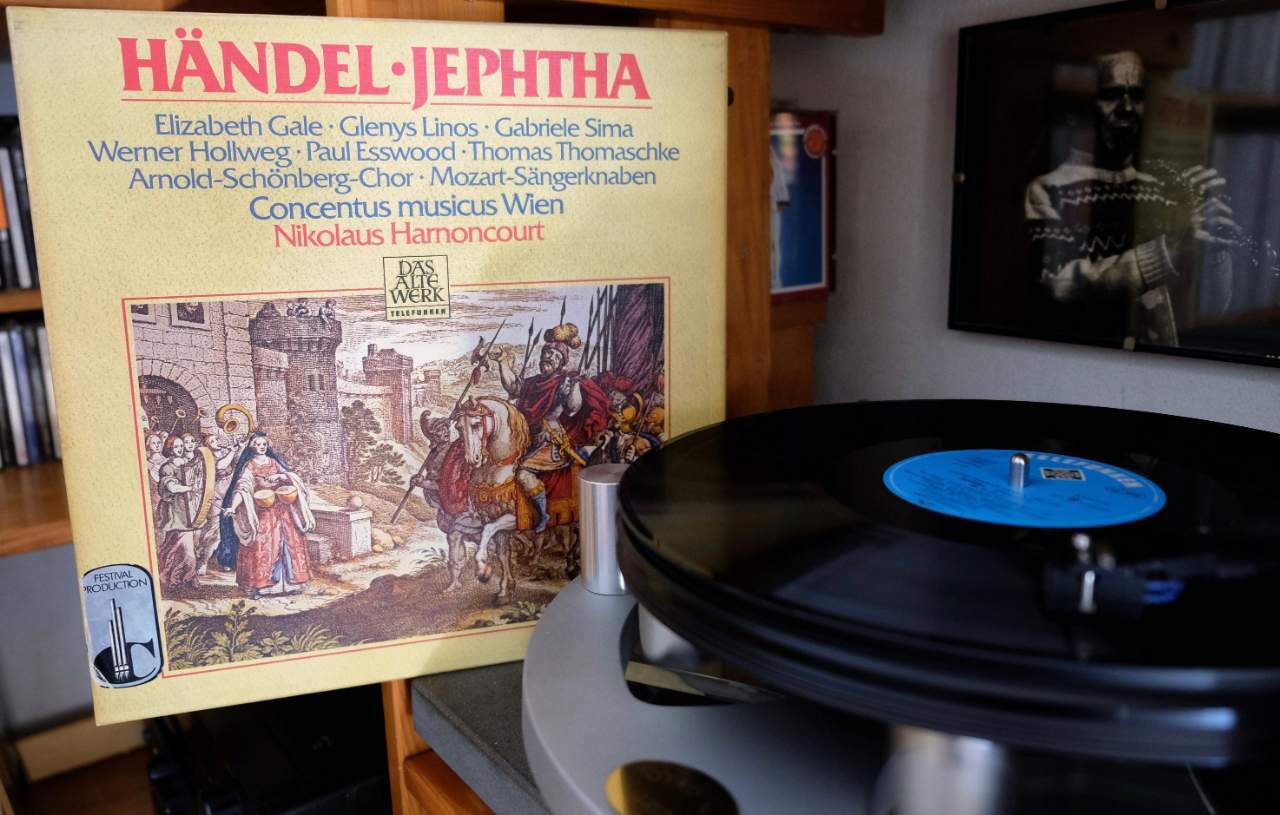 HÄNDEL·JEPHTHA
Elizabeth Gale · Glenys Linos · Gabriele Sima
Werner Hollweg · Paul Esswood · Thomas Thomaschke
Arnold-Schönberg-Chor · Mozart-Sängerknaben
Concentus musicus Wien
Nikolaus Harnoncourt
DAS
ALTE
WERK
TELEFUNKEN
FESTIVAL
PRODUCTION
TELEFUNKEN